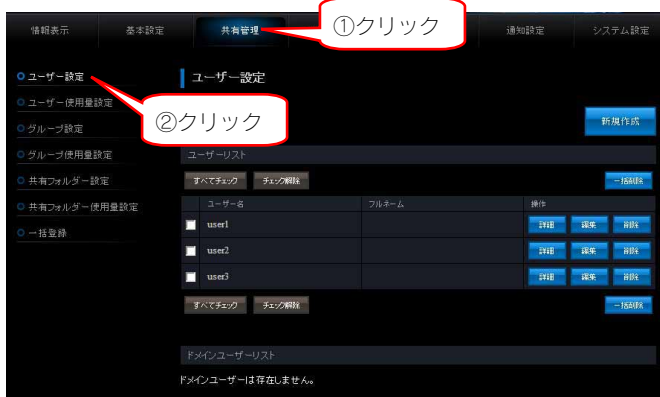 情報表示 基本設定 共有管理 ①クリック 通知設定 システム設定
ユーザー設定
ユーザー設定
ユーザー使用量設定
②クリック
新規作成
グループ設定
グループ使用量設定
ユーザーリスト
共有フォルダー設定
すべてチェック チェック解除 一括削除
共有フォルダー使用量設定
ユーザー名 フルネーム 操作
一括登録
user1 詳細 編集 削除
user2 詳細 編集 削除
user3 詳細 編集 削除
すべてチェック チェック解除 一括削除
ドメインユーザーリスト
ドメインユーザーは存在しません。